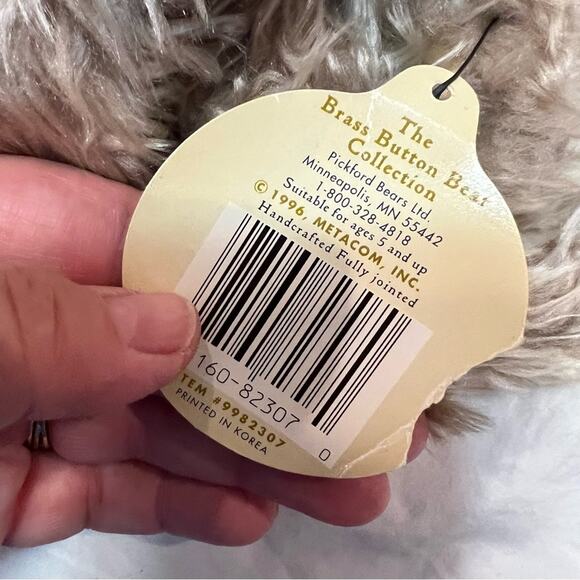 The
Brass Button Bear
Collection
Pickford Bears Ltd.
Minneapolis, MN 55442
1-800-328-4818
Suitable for ages 5 and up
© 1996, METACOM, INC.
Handcrafted Fully jointed
160-82307 0
TEM #9982307
PRINTED IN KOREA